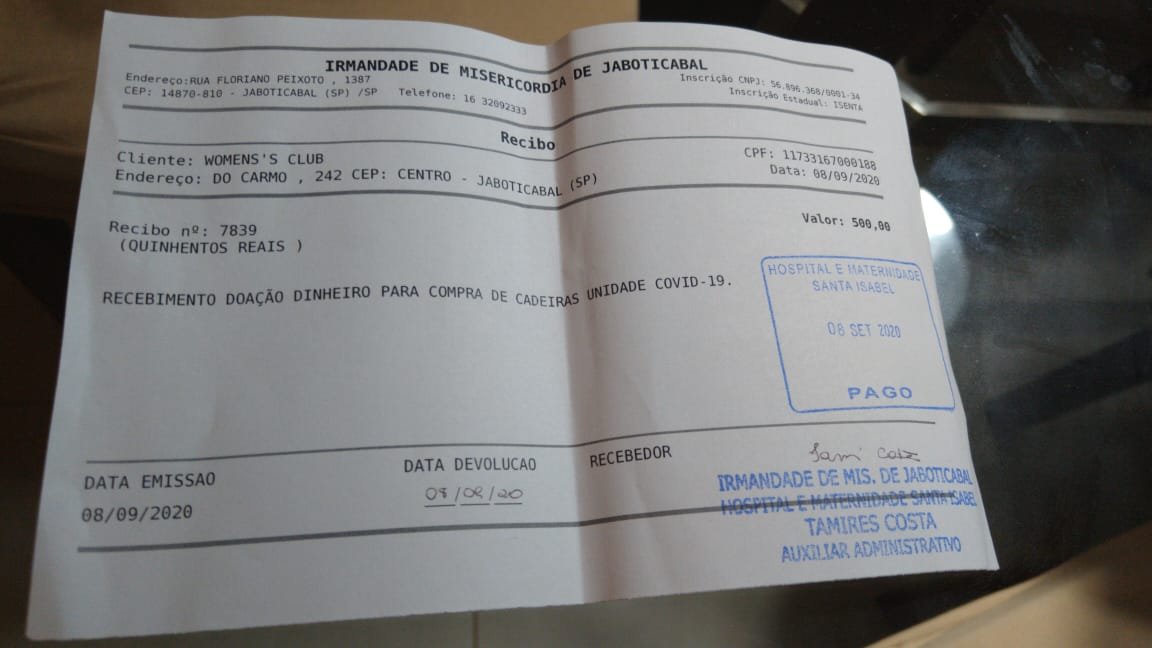 IRMANDADE DE MISERICORDIA DE JABOTICABAL
Endereço:RUA FLORIANO PEIXOTO , 1387
Inscrição CNPJ: 56.896.368/0001-34
CEP: 14870-810 - JABOTICABAL (SP) /SP Telefone: 16 32092333
Inscrição Estadual: ISENTA
Recibo
Cliente: WOMENS'S CLUB
CPF: 11733167000188
Endereço: DO CARMO , 242 CEP: CENTRO - JABOTICABAL (SP)
Data: 08/09/2020
Recibo nº: 7839
Valor: 500,00
(QUINHENTOS REAIS )
RECEBIMENTO DOAÇÃO DINHEIRO PARA COMPRA DE CADEIRAS UNIDADE COVID-19.
HOSPITAL E MATERNIDADE
SANTA ISABEL
08 SET 2020
PAGO
DATA EMISSAO
DATA DEVOLUCAO
RECEBEDOR
08/09/2020
08/09/20
IRMANDADE DE MIS. DE JABOTICABAL
HOSPITAL E MATERNIDADE SANTA ISABEL
TAMIRES COSTA
AUXILIAR ADMINISTRATIVO